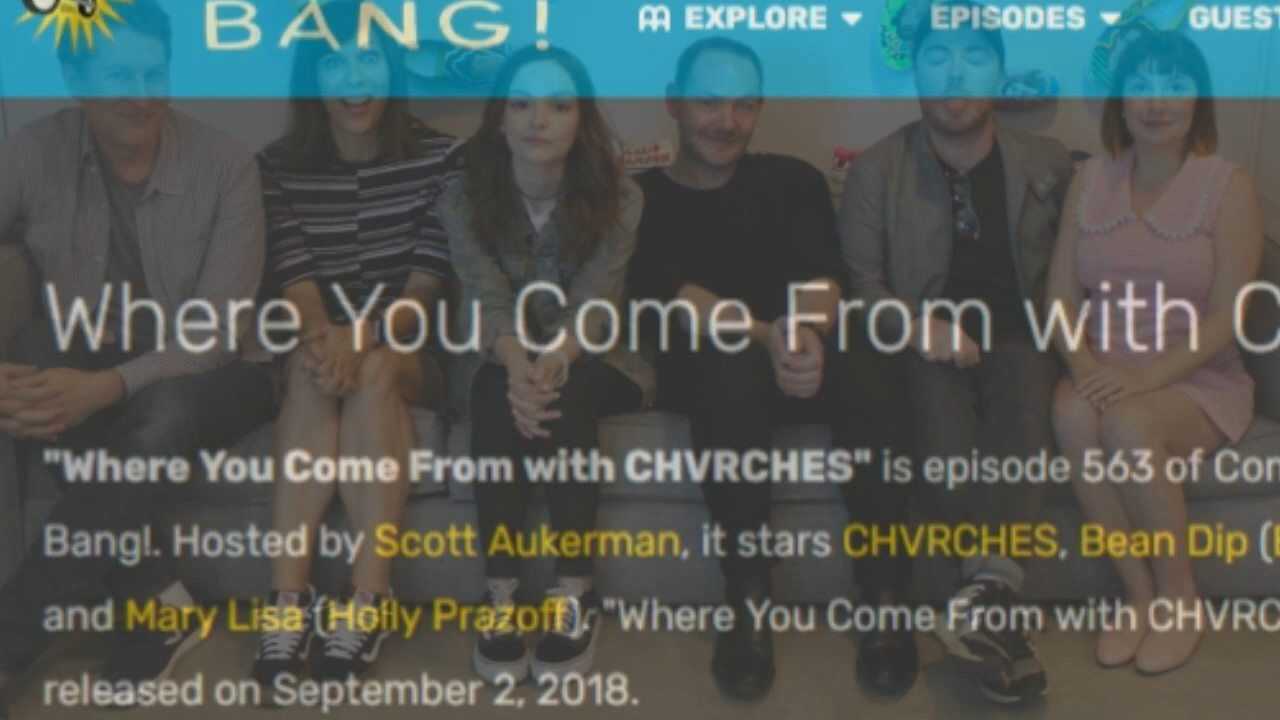 BANG!
EXPLORE EPISODES GUEST
Where You Come From with C
"Where You Come From with CHVRCHES" is episode 563 of Com
Bang!. Hosted by Scott Aukerman, it stars CHVRCHES, Bean Dip (
and Mary Lisa (Holly Prazoff). "Where You Come From with CHVRC
released on September 2, 2018.